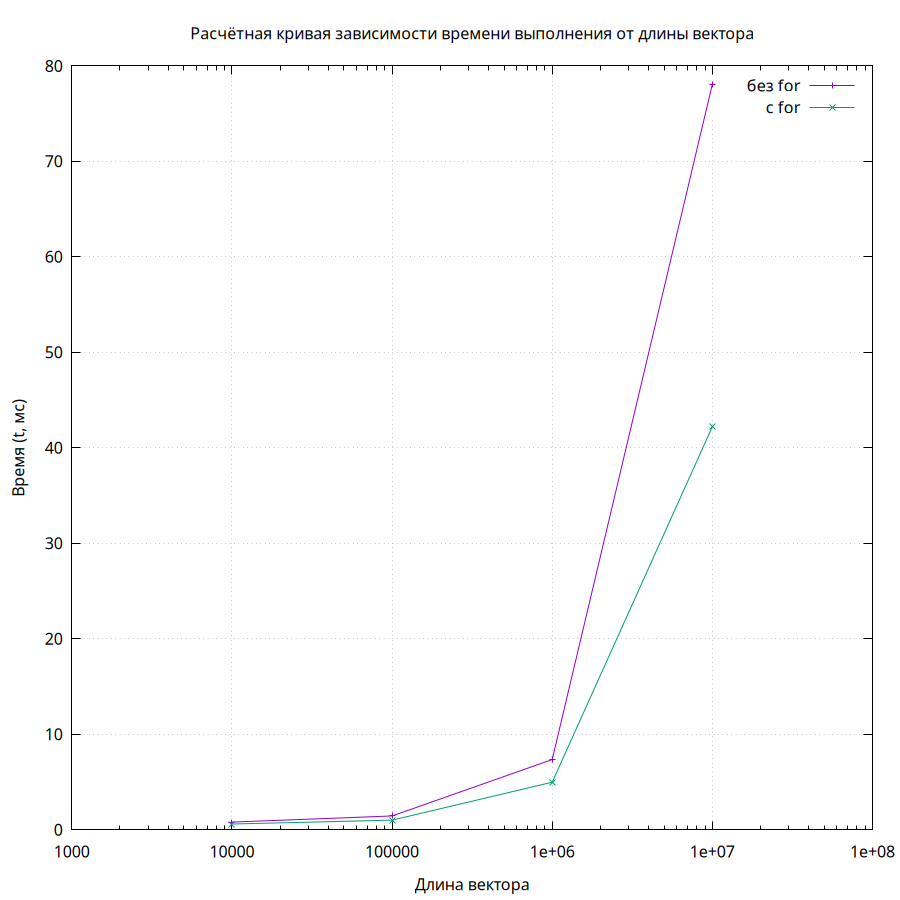 Расчётная кривая зависимости времени выполнения от длины вектора
80
70
60
50
40
30
20
10
0
без for
с for
Время (t, мс)
1000 10000 100000 1e+06 1e+07 1e+08
Длина вектора